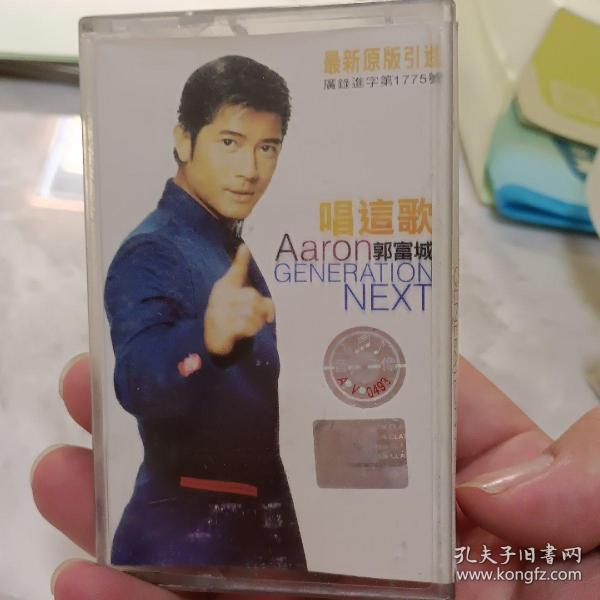 最新原版引進
廣錄進字第1775號
唱這歌
Aaron郭富城
GENERATION
NEXT
A V 0493
孔夫子旧书网
www.kongfz.com